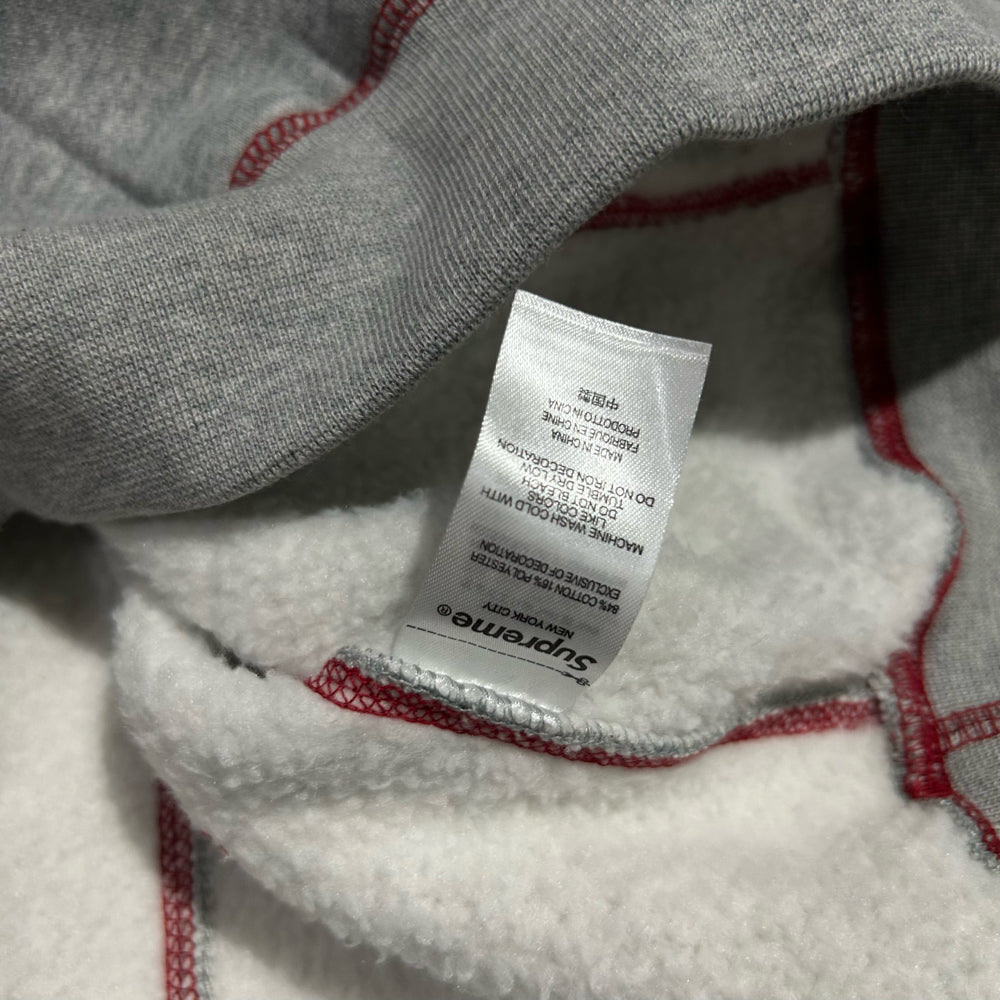 Supreme®
NEW YORK CITY
84% COTTON 16% POLYESTER
EXCLUSIVE OF DECORATION
MACHINE WASH COLD WITH
LIKE COLORS
DO NOT BLEACH
TUMBLE DRY LOW
DO NOT IRON DECORATION
MADE IN CHINA
FABRIQUE EN CHINE
PRODOTTO IN CINA
中国製